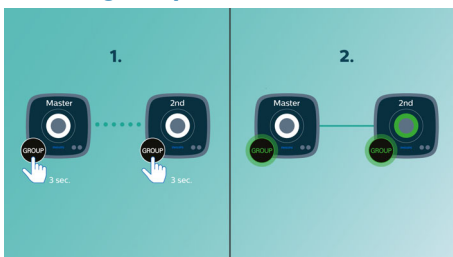 1.
Master
2nd
GROUP
GROUP
3 sec.
3 sec.
2.
Master
2nd
GROUP
GROUP